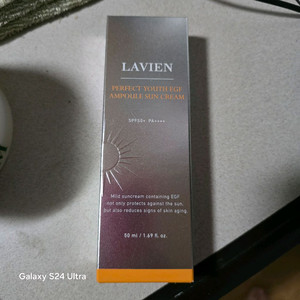 LAVIEN
PERFECT YOUTH EGF
AMPOULE SUN CREAM
SPF50+ PA++++
Mild suncream containing EGF
not only protects against the sun,
but also reduces signs of skin aging.
50 ml / 1.69 fl. oz.
Galaxy S24 Ultra